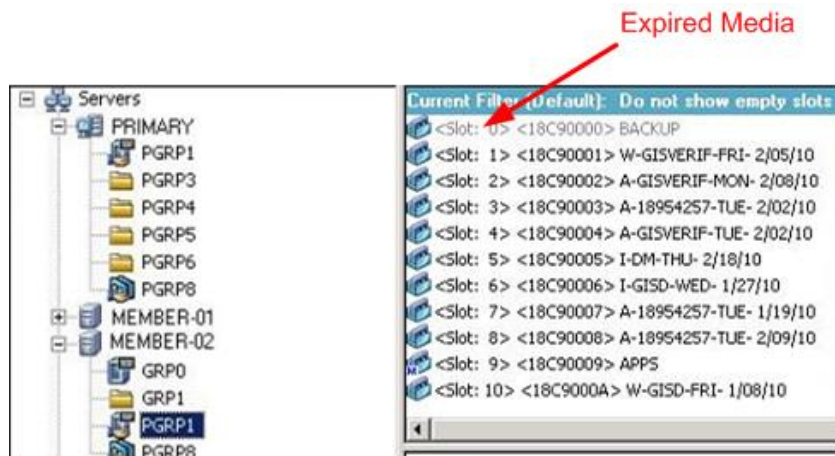 Expired Media
Servers
PRIMARY
PGRP1
PGRP3
PGRP4
PGRP5
PGRP6
PGRP8
MEMBER-01
MEMBER-02
GRP0
GRP1
PGRP1
PGRP8
Current Filter (Default): Do not show empty slots
<Slot: 0> <18C90000> BACKUP
<Slot: 1> <18C90001> W-GISVERIF-FRI- 2/05/10
<Slot: 2> <18C90002> A-GISVERIF-MON- 2/08/10
<Slot: 3> <18C90003> A-18954257-TUE- 2/02/10
<Slot: 4> <18C90004> A-GISVERIF-TUE- 2/02/10
<Slot: 5> <18C90005> I-DM-THU- 2/18/10
<Slot: 6> <18C90006> I-GISD-WED- 1/27/10
<Slot: 7> <18C90007> A-18954257-TUE- 1/19/10
<Slot: 8> <18C90008> A-18954257-TUE- 2/09/10
<Slot: 9> <18C90009> APPS
<Slot: 10> <18C9000A> W-GISD-FRI- 1/08/10